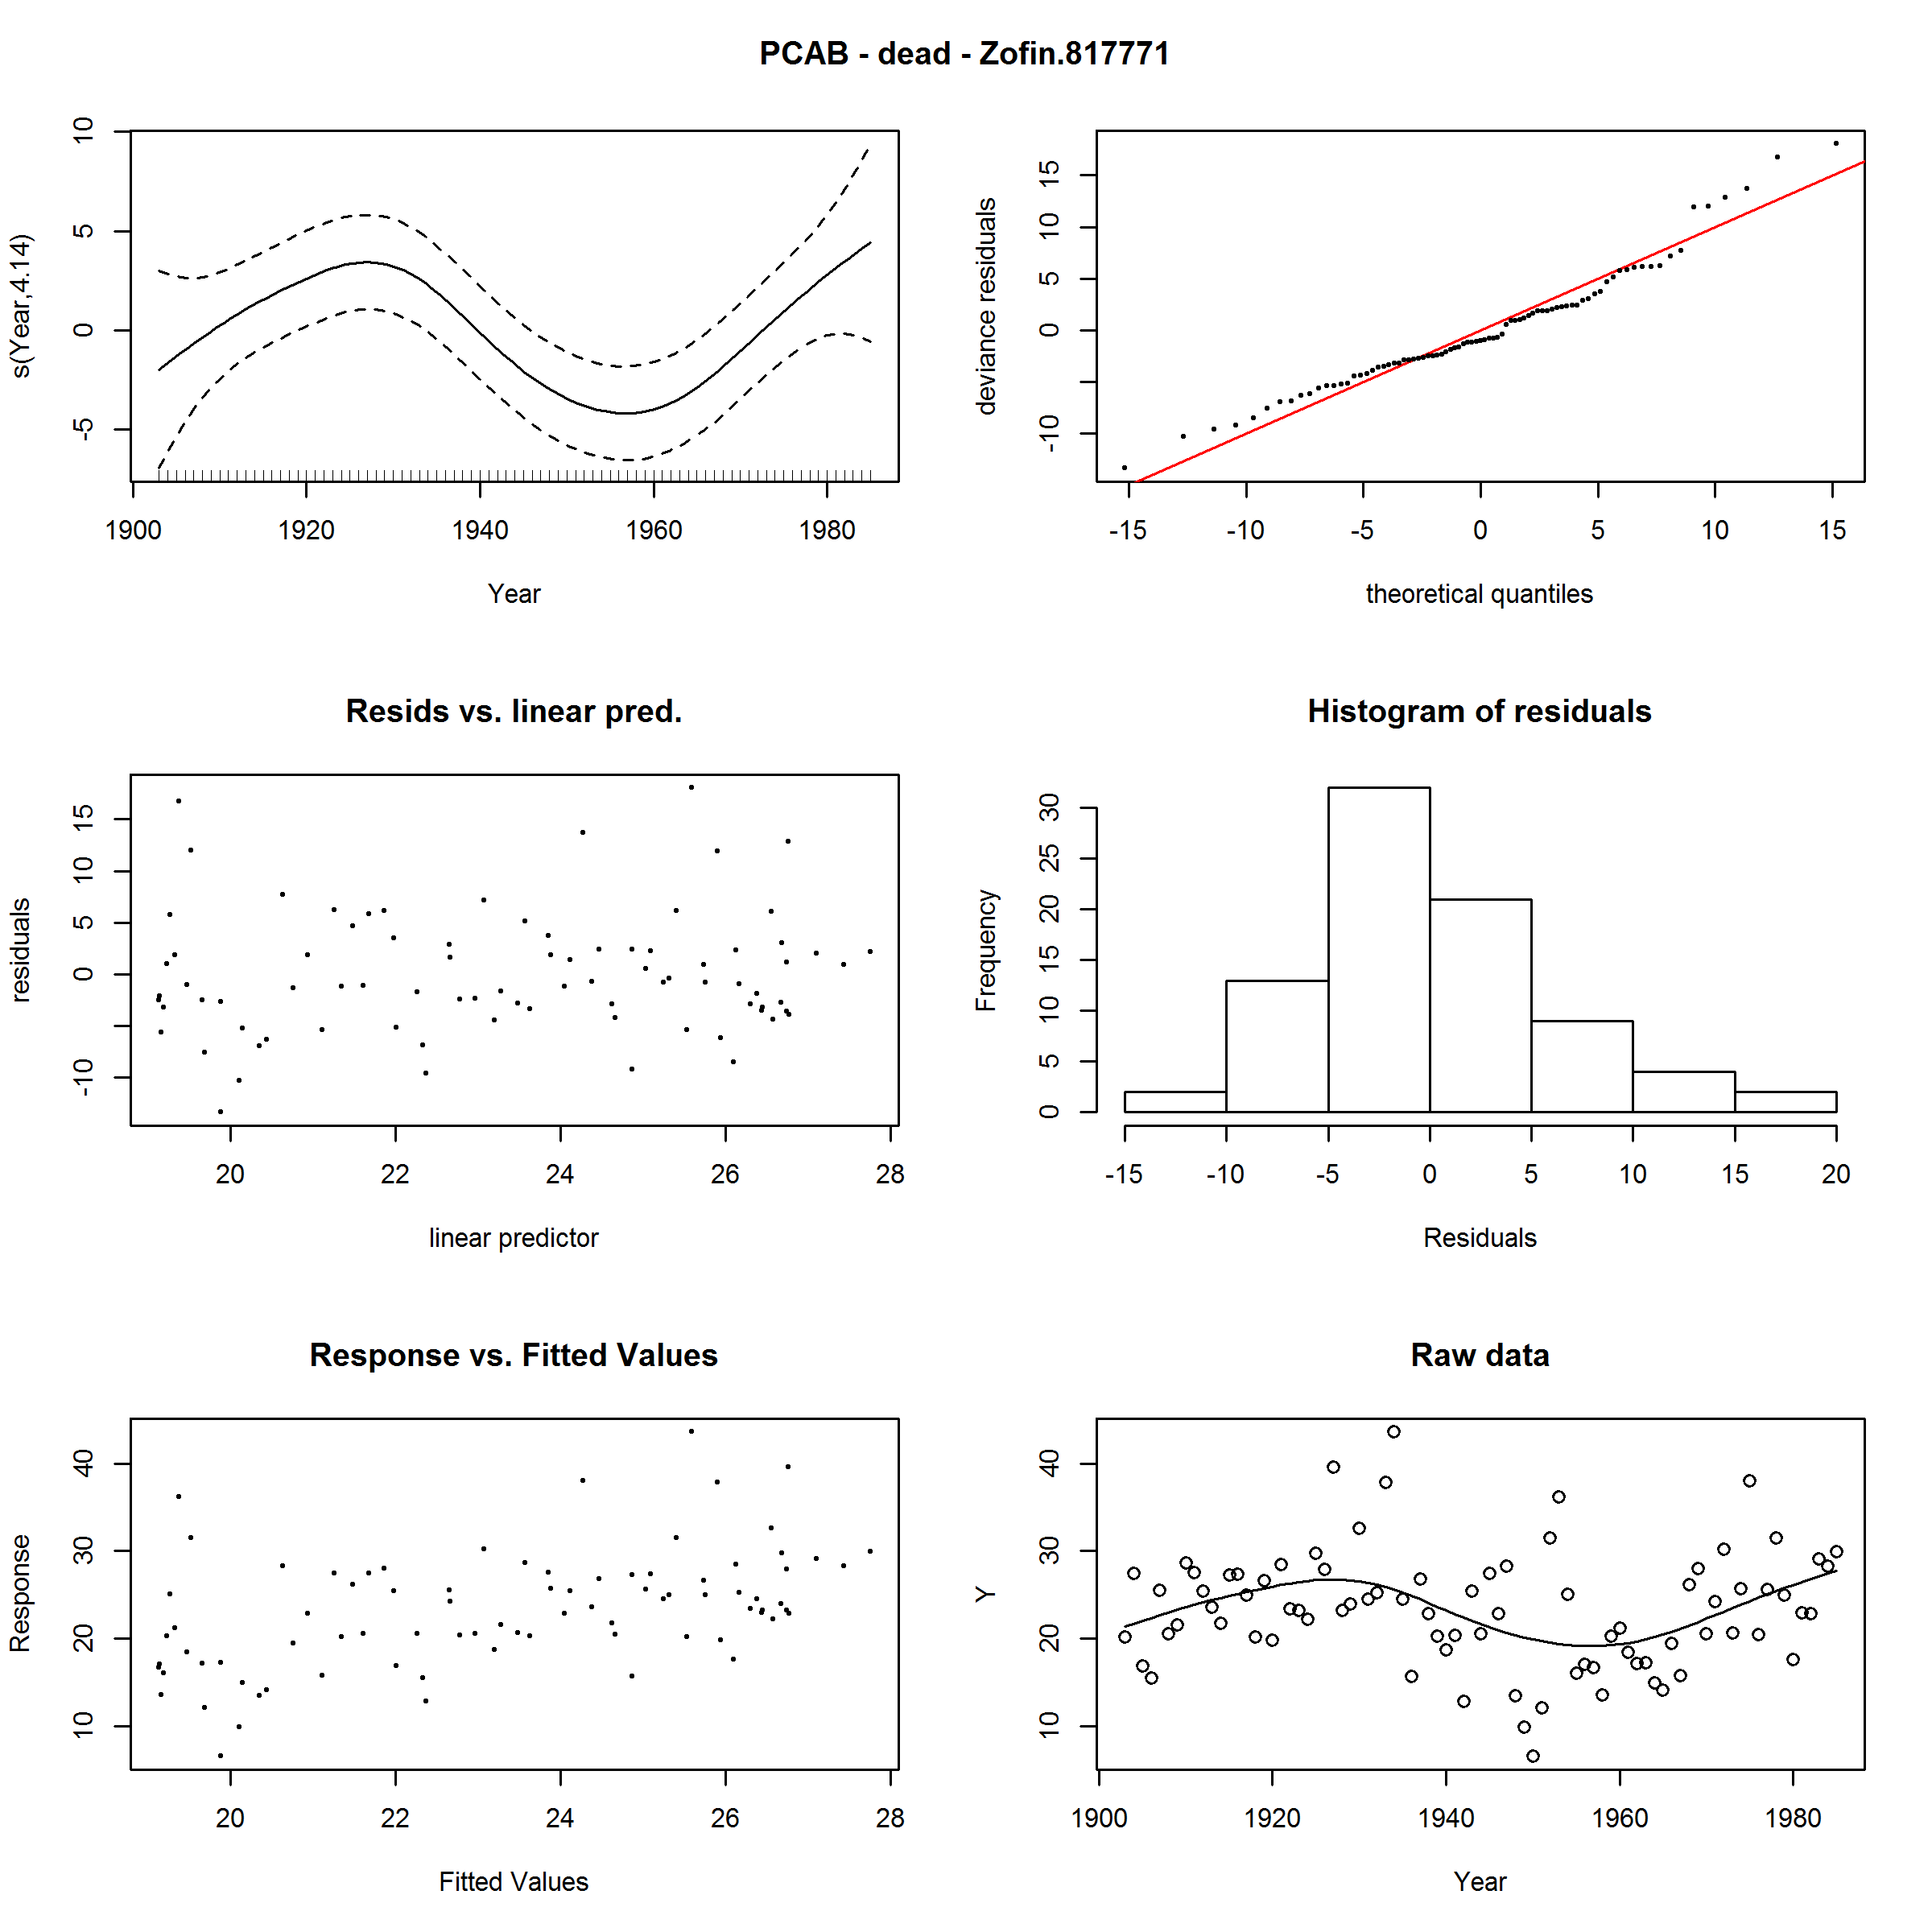 PCAB - dead - Zofin.817771
s(Year,4.14)
10
5
0
-5
1900 1920 1940 1960 1980
Year
deviance residuals
15
10
5
0
-10
-15 -10 -5 0 5 10 15
theoretical quantiles
Resids vs. linear pred.
residuals
15
10
5
0
-10
20 22 24 26 28
linear predictor
Histogram of residuals
Frequency
30
25
20
15
10
5
0
-15 -10 -5 0 5 10 15 20
Residuals
Response vs. Fitted Values
Response
40
30
20
10
20 22 24 26 28
Fitted Values
Raw data
Y
40
30
20
10
1900 1920 1940 1960 1980
Year